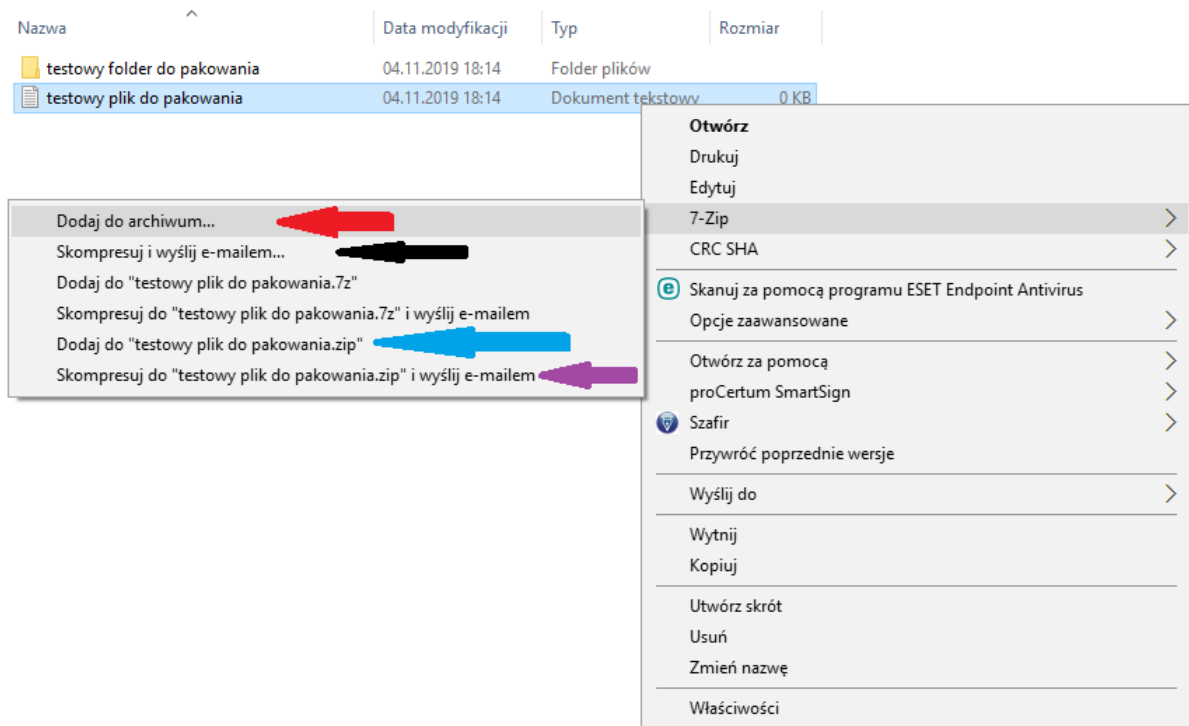 Nazwa Data modyfikacji Typ Rozmiar
testowy folder do pakowania 04.11.2019 18:14 Folder plików
testowy plik do pakowania 04.11.2019 18:14 Dokument tekstowy 0 KB
Otwórz
Drukuj
Edytuj
7-Zip
CRC SHA
Skanuj za pomocą programu ESET Endpoint Antivirus
Opcje zaawansowane
Otwórz za pomocą
proCertum SmartSign
Szafir
Przywróć poprzednie wersje
Wyślij do
Wytnij
Kopiuj
Utwórz skrót
Usuń
Zmień nazwę
Właściwości
Dodaj do archiwum...
Skompresuj i wyślij e-mailem...
Dodaj do "testowy plik do pakowania.7z"
Skompresuj do "testowy plik do pakowania.7z" i wyślij e-mailem
Dodaj do "testowy plik do pakowania.zip"
Skompresuj do "testowy plik do pakowania.zip" i wyślij e-mailem